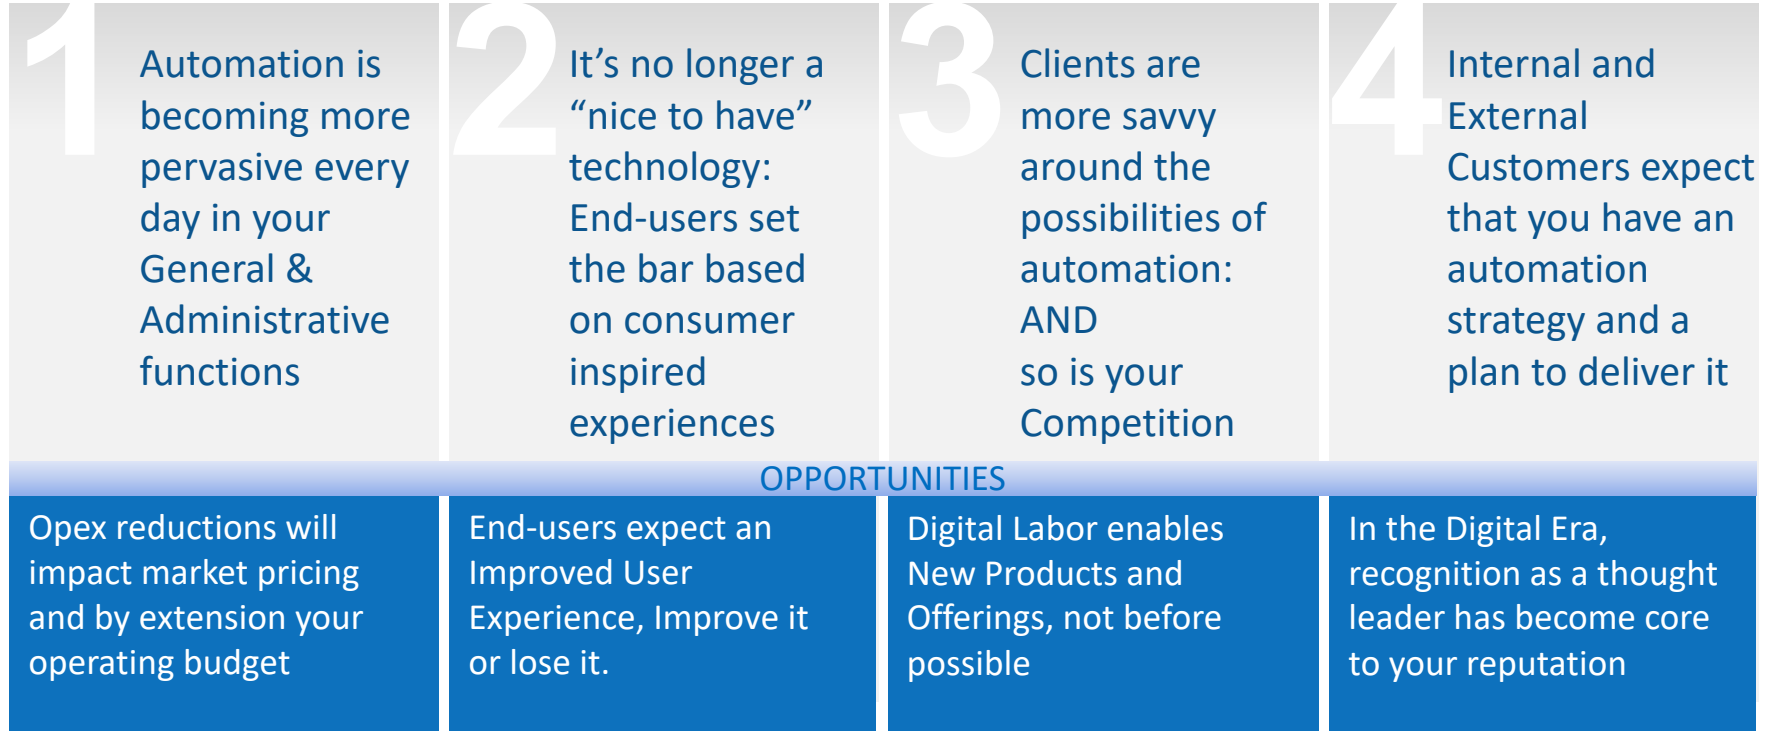 1
Automation is
becoming more
pervasive every
day in your
General &
Administrative
functions
2
It’s no longer a
“nice to have”
technology:
End-users set
the bar based
on consumer
inspired
experiences
3
Clients are
more savvy
around the
possibilities of
automation:
AND
so is your
Competition
4
Internal and
External
Customers expect
that you have an
automation
strategy and a
plan to deliver it
OPPORTUNITIES
Opex reductions will
impact market pricing
and by extension your
operating budget
End-users expect an
Improved User
Experience, Improve it
or lose it.
Digital Labor enables
New Products and
Offerings, not before
possible
In the Digital Era,
recognition as a thought
leader has become core
to your reputation